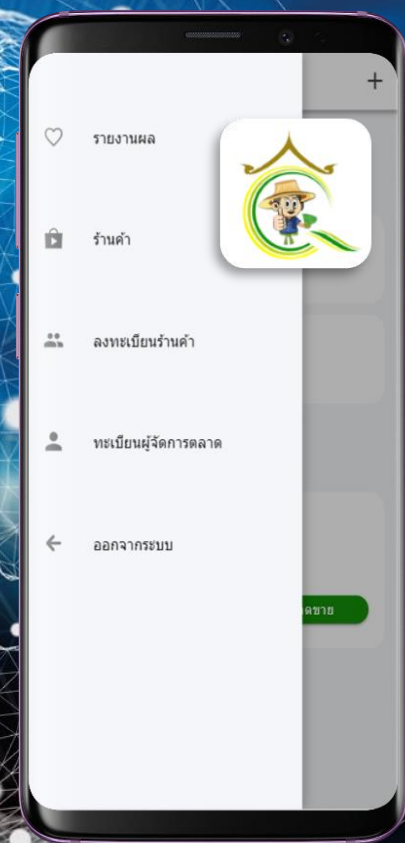 +
รายงานผล
ร้านค้า
ลงทะเบียนร้านค้า
ทะเบียนผู้จัดการตลาด
ออกจากระบบ